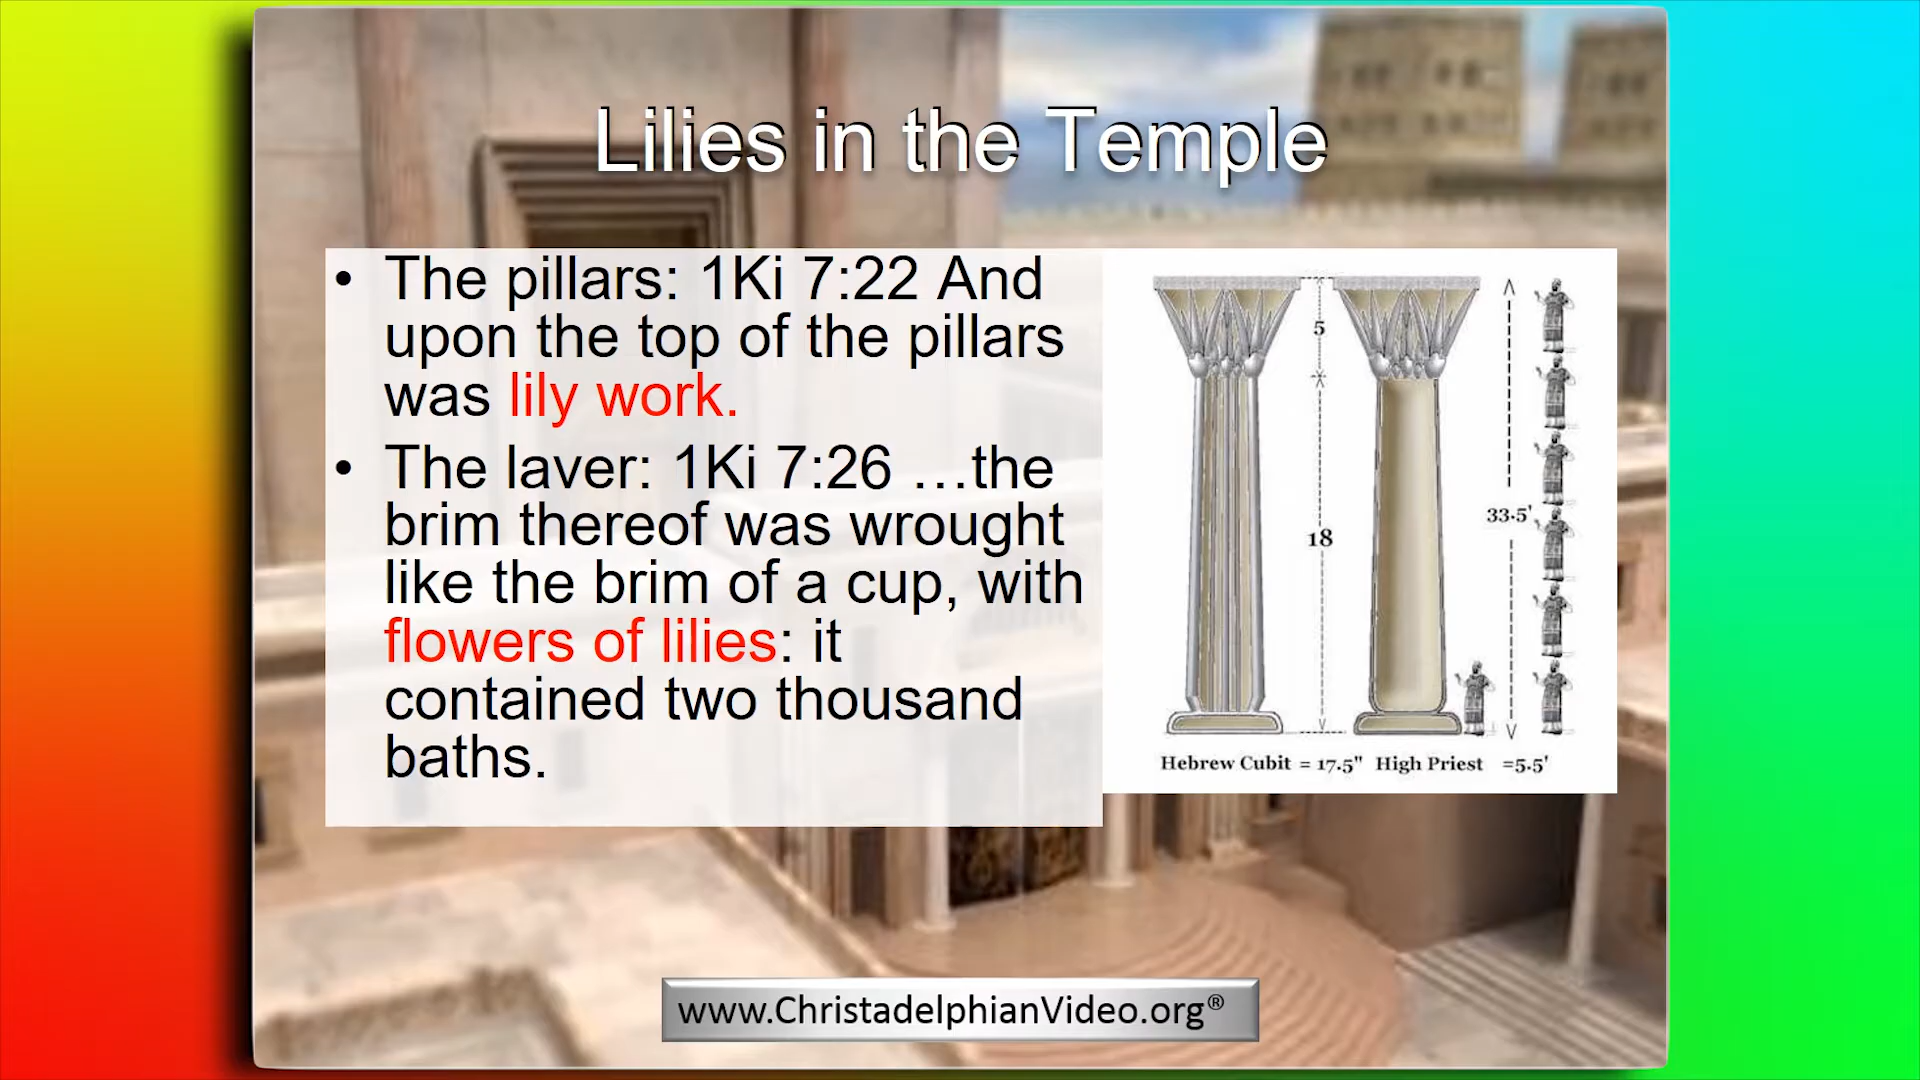 Lilies in the Temple
• The pillars: 1Ki 7:22 And
upon the top of the pillars
was lily work.
• The laver: 1Ki 7:26 …the
brim thereof was wrought
like the brim of a cup, with
flowers of lilies: it
contained two thousand
baths.
5
18
33.5'
Hebrew Cubit = 17.5" High Priest =5.5'
www.ChristadelphianVideo.org®